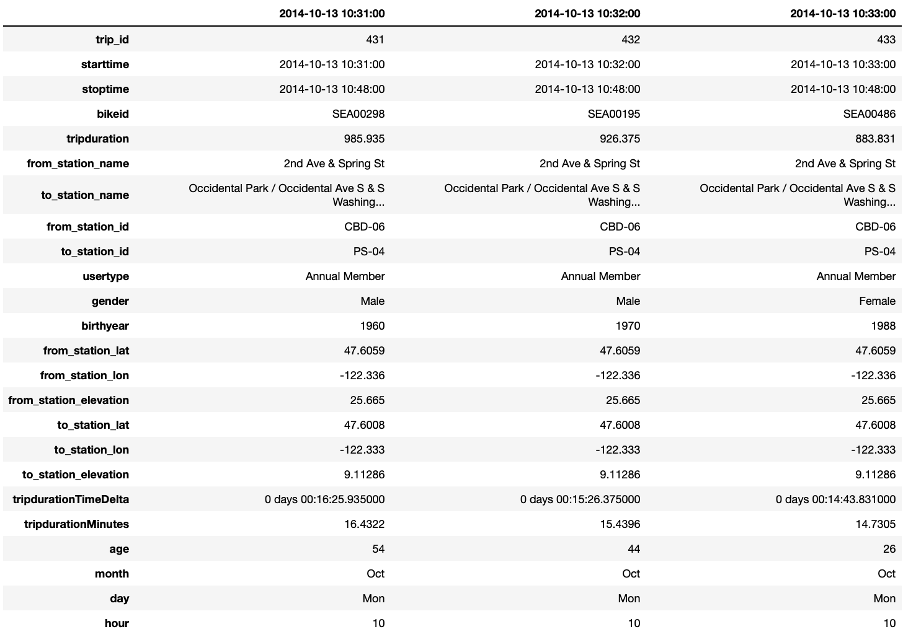 2014-10-13 10:31:00 2014-10-13 10:32:00 2014-10-13 10:33:00
trip_id 431 432 433
starttime 2014-10-13 10:31:00 2014-10-13 10:32:00 2014-10-13 10:33:00
stoptime 2014-10-13 10:48:00 2014-10-13 10:48:00 2014-10-13 10:48:00
bikeid SEA00298 SEA00195 SEA00486
tripduration 985.935 926.375 883.831
from_station_name 2nd Ave & Spring St 2nd Ave & Spring St 2nd Ave & Spring St
to_station_name Occidental Park / Occidental Ave S & S Occidental Park / Occidental Ave S & S Occidental Park / Occidental Ave S & S
Washing... Washing... Washing...
from_station_id CBD-06 CBD-06 CBD-06
to_station_id PS-04 PS-04 PS-04
usertype Annual Member Annual Member Annual Member
gender Male Male Female
birthyear 1960 1970 1988
from_station_lat 47.6059 47.6059 47.6059
from_station_lon -122.336 -122.336 -122.336
from_station_elevation 25.665 25.665 25.665
to_station_lat 47.6008 47.6008 47.6008
to_station_lon -122.333 -122.333 -122.333
to_station_elevation 9.11286 9.11286 9.11286
tripdurationTimeDelta 0 days 00:16:25.935000 0 days 00:15:26.375000 0 days 00:14:43.831000
tripdurationMinutes 16.4322 15.4396 14.7305
age 54 44 26
month Oct Oct Oct
day Mon Mon Mon
hour 10 10 10